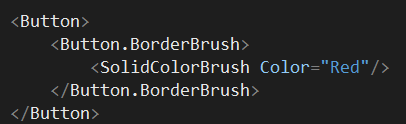 <Button>
    <Button.BorderBrush>
        <SolidColorBrush Color="Red"/>
    </Button.BorderBrush>
</Button>